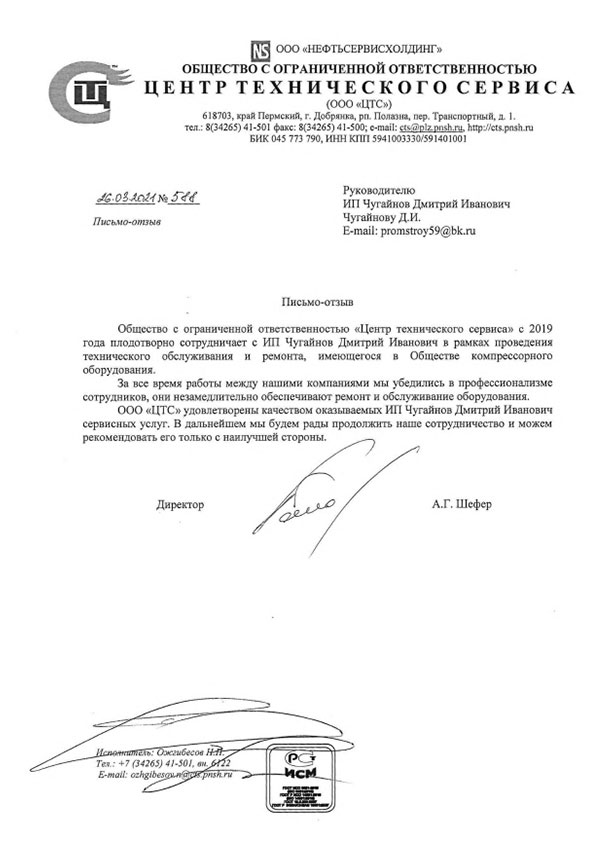 NS ООО «НЕФТЬСЕРВИСХОЛДИНГ»
ОБЩЕСТВО С ОГРАНИЧЕННОЙ ОТВЕТСТВЕННОСТЬЮ
ЦЕНТР ТЕХНИЧЕСКОГО СЕРВИСА
(ООО «ЦТС»)
618703, край Пермский, г. Добрянка, рп. Полазна, пер. Транспортный, д. 1.
тел.: 8(34265) 41-501 факс: 8(34265) 41-500; e-mail: cts@plz.pnsh.ru, http://cts.pnsh.ru
БИК 045 773 790, ИНН КПП 5941003330/591401001
26.03.2021 № 588
Письмо-отзыв
Руководителю
ИП Чугайнов Дмитрий Иванович
Чугайнову Д.И.
E-mail: promstroy59@bk.ru
Письмо-отзыв
Общество с ограниченной ответственностью «Центр технического сервиса» с 2019
года плодотворно сотрудничает с ИП Чугайнов Дмитрий Иванович в рамках проведения
технического обслуживания и ремонта, имеющегося в Обществе компрессорного
оборудования.
За все время работы между нашими компаниями мы убедились в профессионализме
сотрудников, они незамедлительно обеспечивают ремонт и обслуживание оборудования.
ООО «ЦТС» удовлетворены качеством оказываемых ИП Чугайнов Дмитрий Иванович
сервисных услуг. В дальнейшем мы будем рады продолжить наше сотрудничество и можем
рекомендовать его только с наилучшей стороны.
Директор А.Г. Шефер
Исполнитель: Ожгибесов Н.П.
Тел.: +7 (34265) 41-501, вн. 6122
E-mail: ozhgibesov.n@cts.pnsh.ru
РС
ИСМ